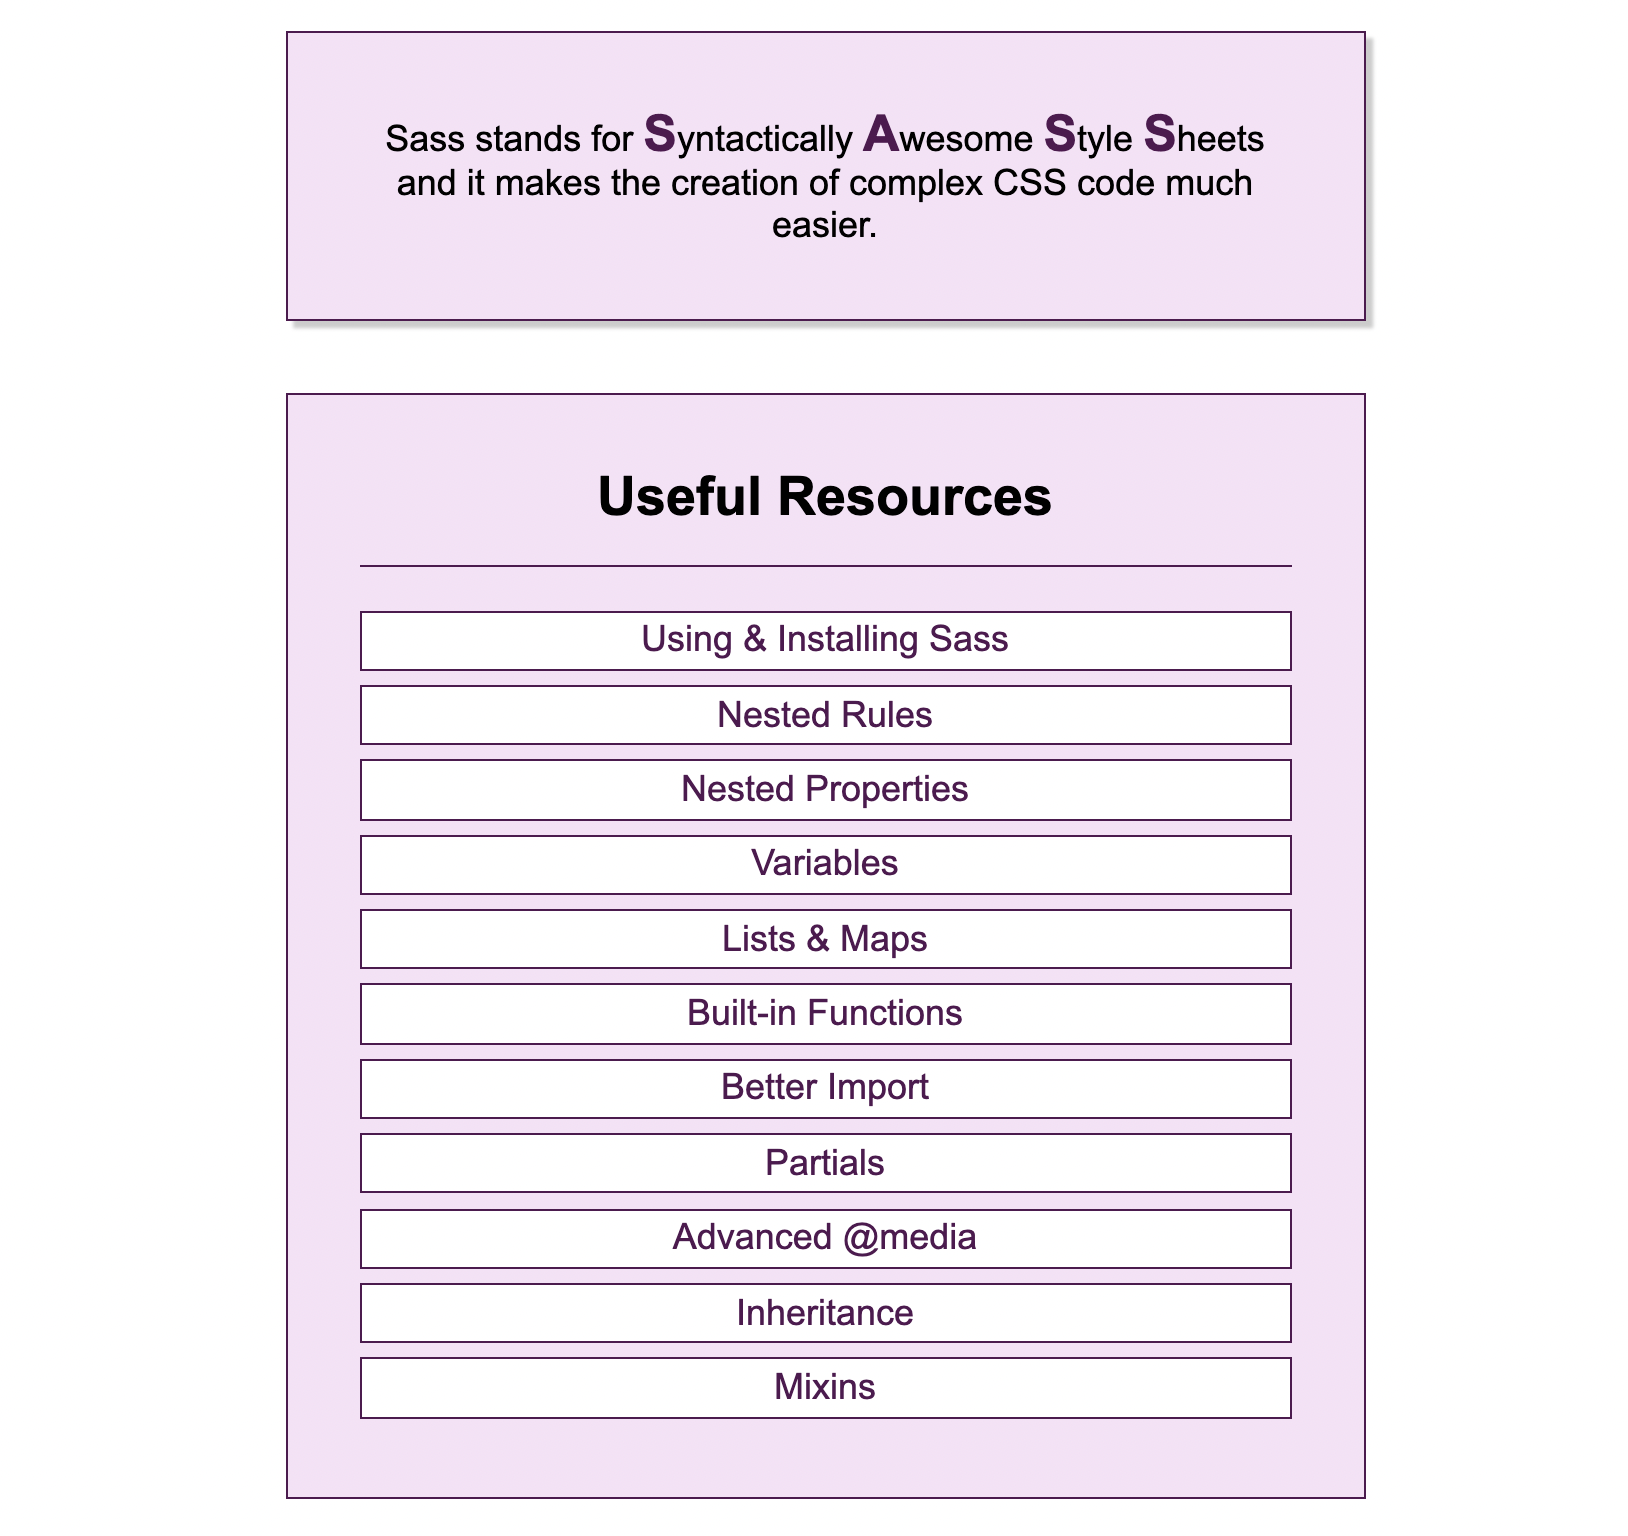 Sass stands for Syntactically Awesome Style Sheets
and it makes the creation of complex CSS code much
easier.
Useful Resources
Using & Installing Sass
Nested Rules
Nested Properties
Variables
Lists & Maps
Built-in Functions
Better Import
Partials
Advanced @media
Inheritance
Mixins